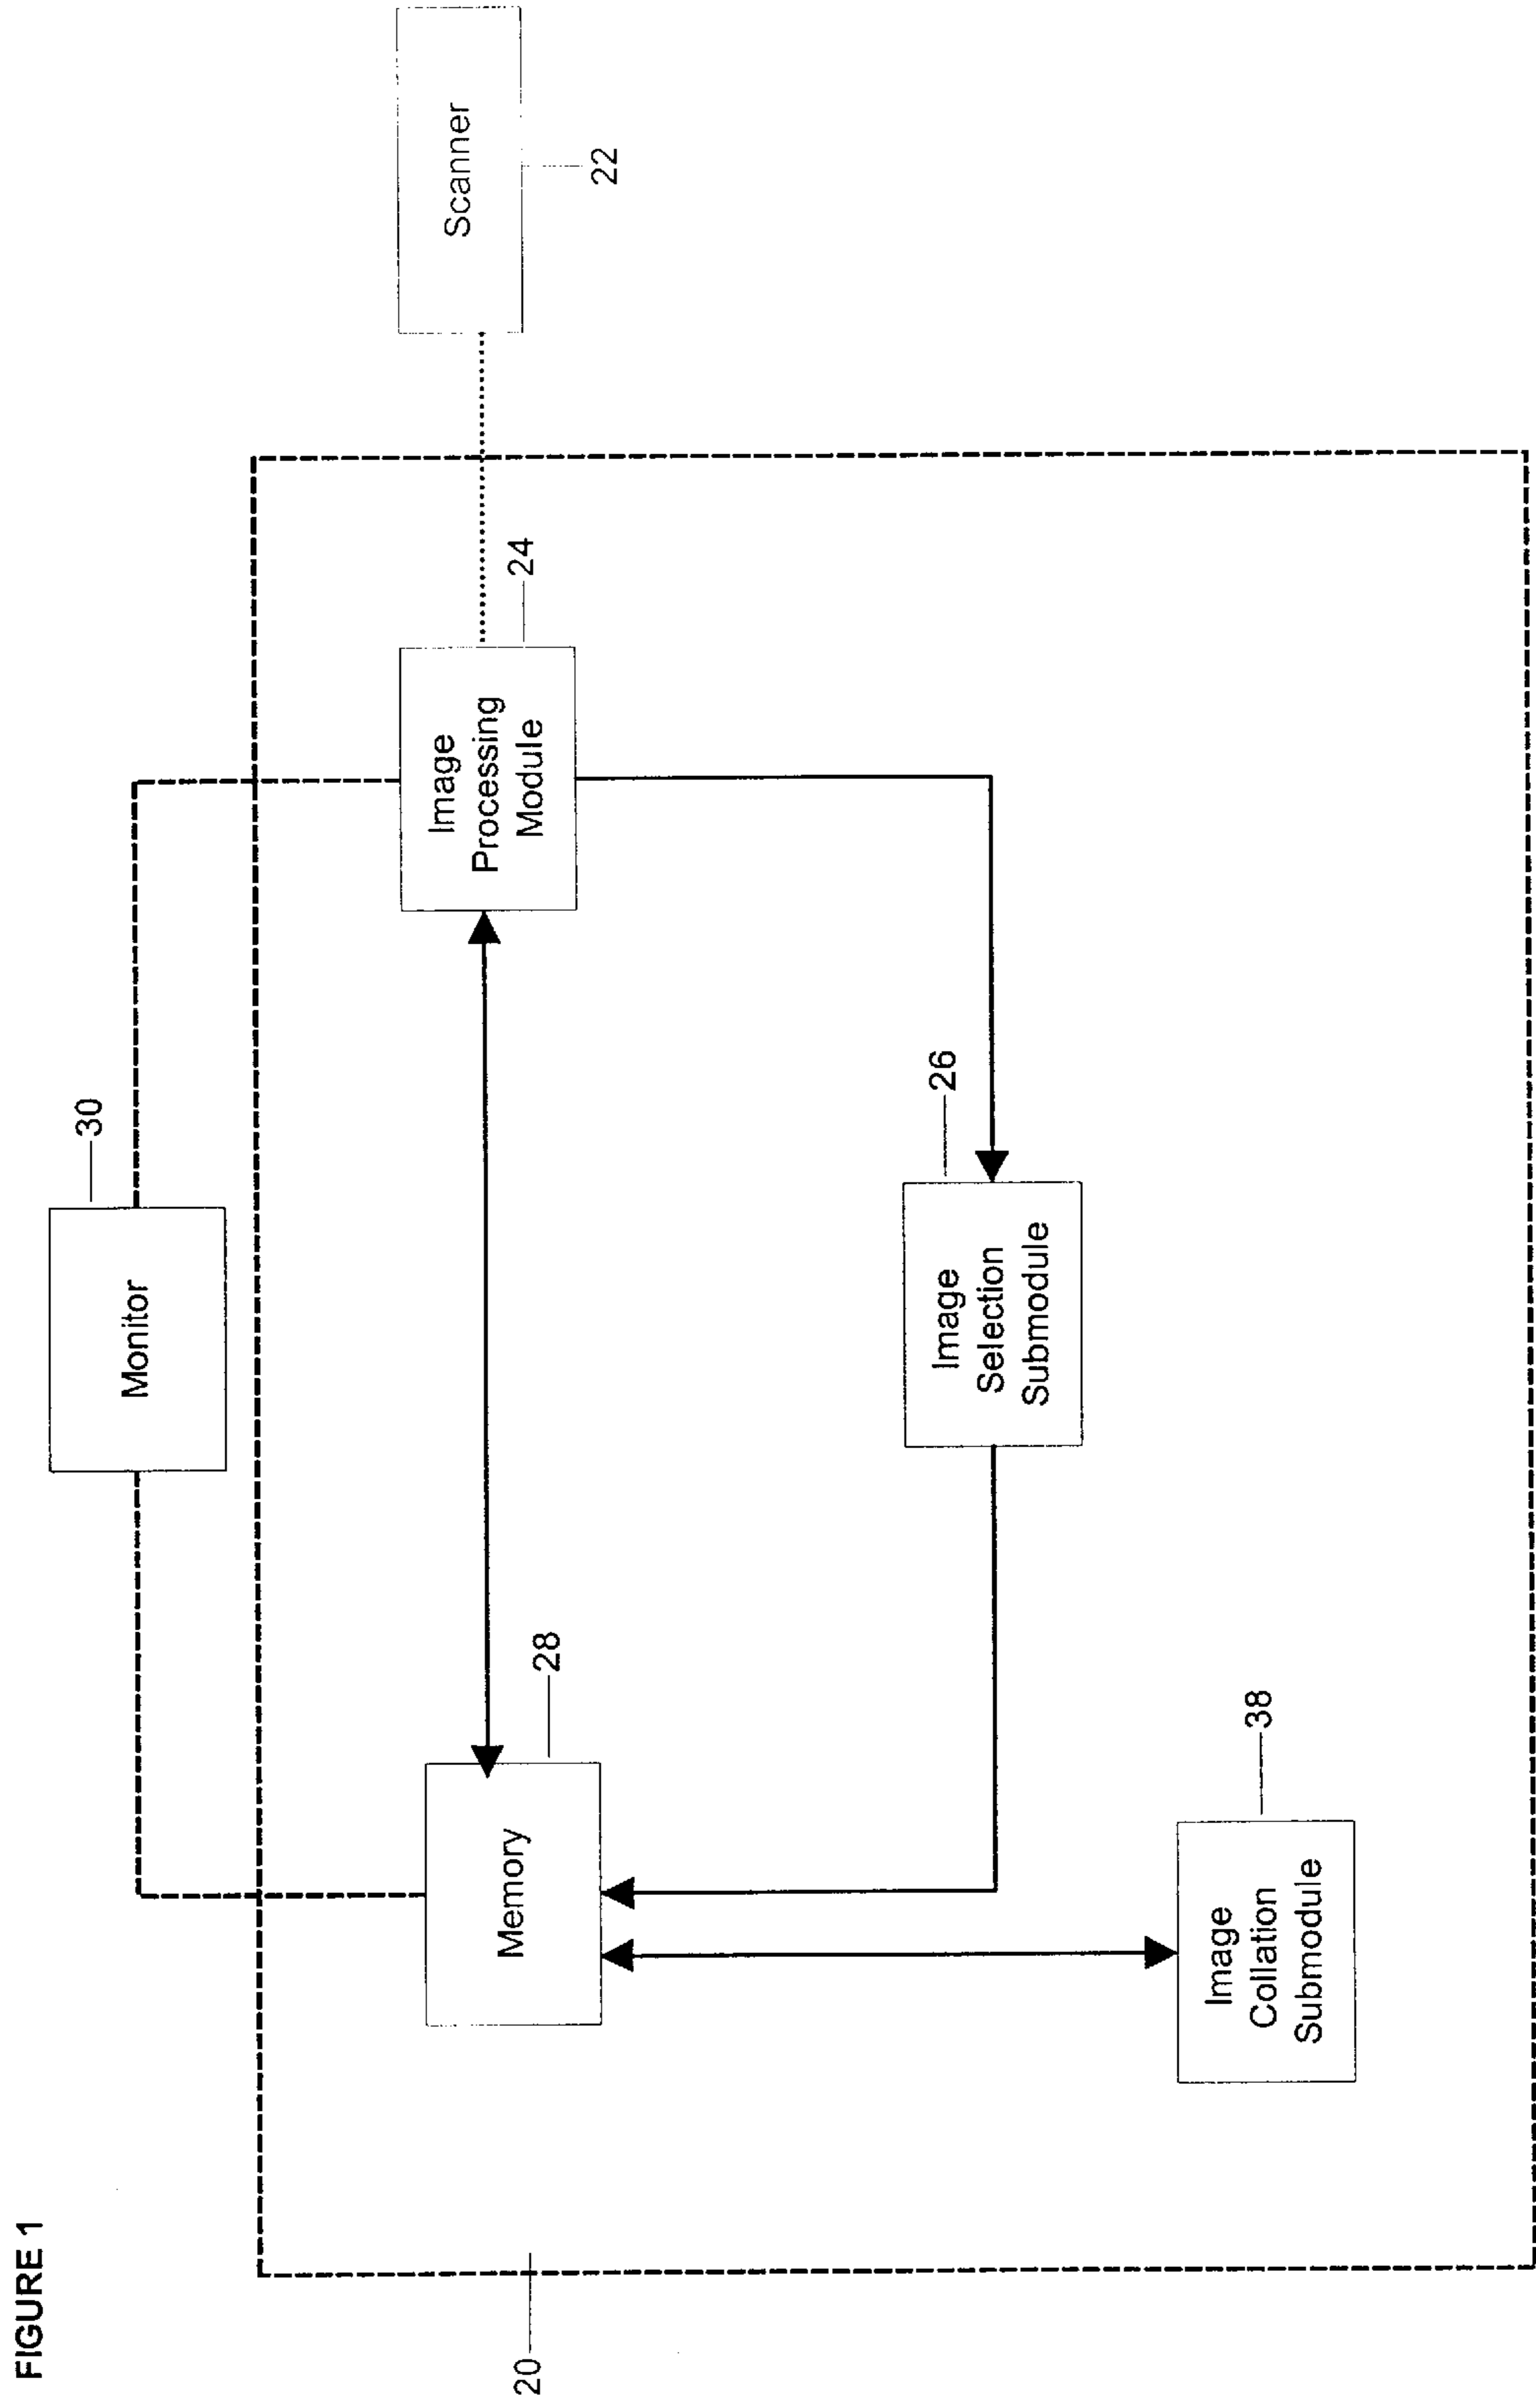 FIGURE 1
30
Monitor
Scanner
22
24
Image
Processing
Module
28
Memory
26
Image
Selection
Submodule
38
Image
Collation
Submodule
20